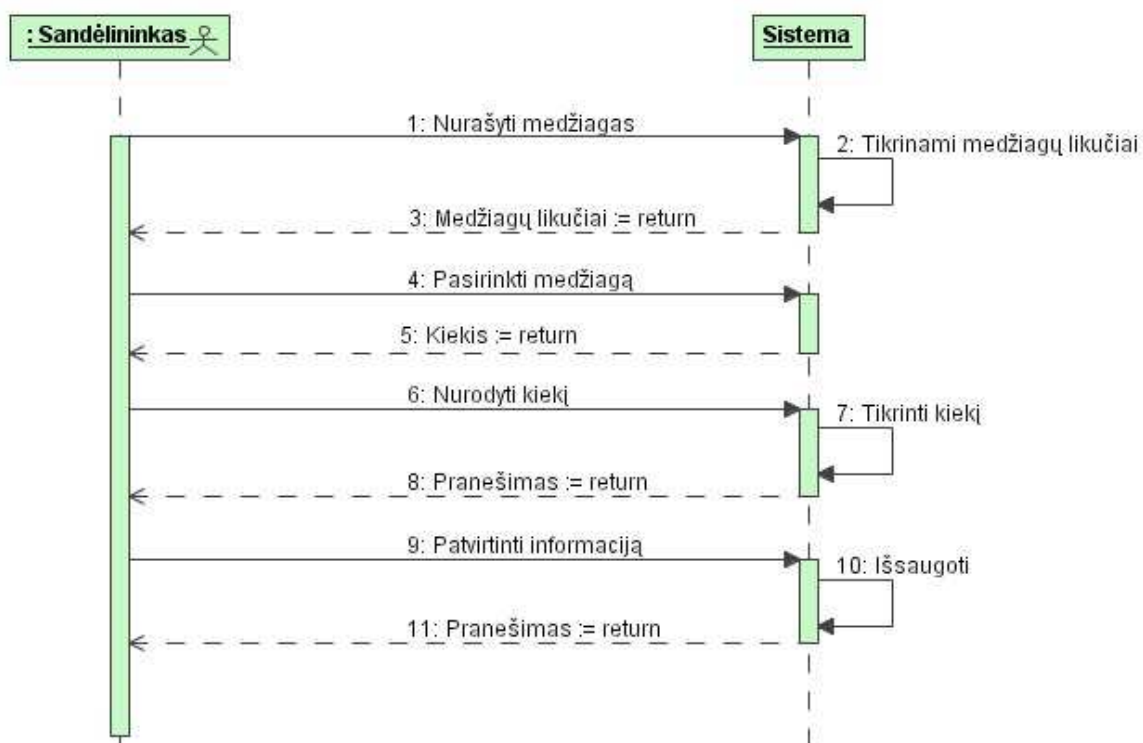 : Sandėlininkas
Sistema
1: Nurašyti medžiagas
2: Tikrinami medžiagų likučiai
3: Medžiagų likučiai := return
4: Pasirinkti medžiagą
5: Kiekis := return
6: Nurodyti kiekį
7: Tikrinti kiekį
8: Pranešimas := return
9: Patvirtinti informaciją
10: Išsaugoti
11: Pranešimas := return